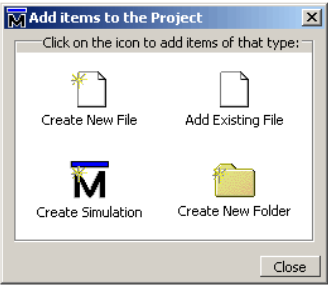 Add items to the Project
Click on the icon to add items of that type:
Create New File
Add Existing File
Create Simulation
Create New Folder
Close